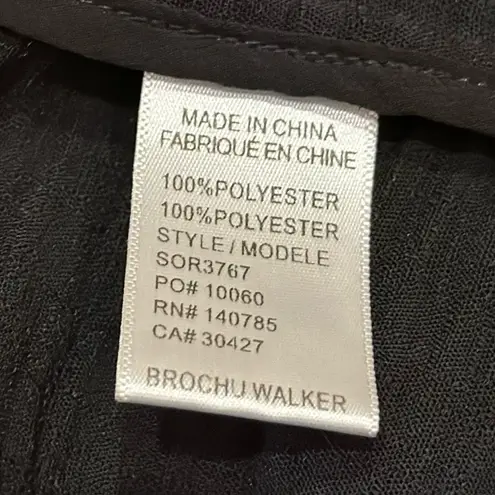 MADE IN CHINA
FABRIQUÉ EN CHINE
100%POLYESTER
100%POLYESTER
STYLE / MODELE
SOR3767
PO# 10060
RN# 140785
CA# 30427
BROCHU WALKER